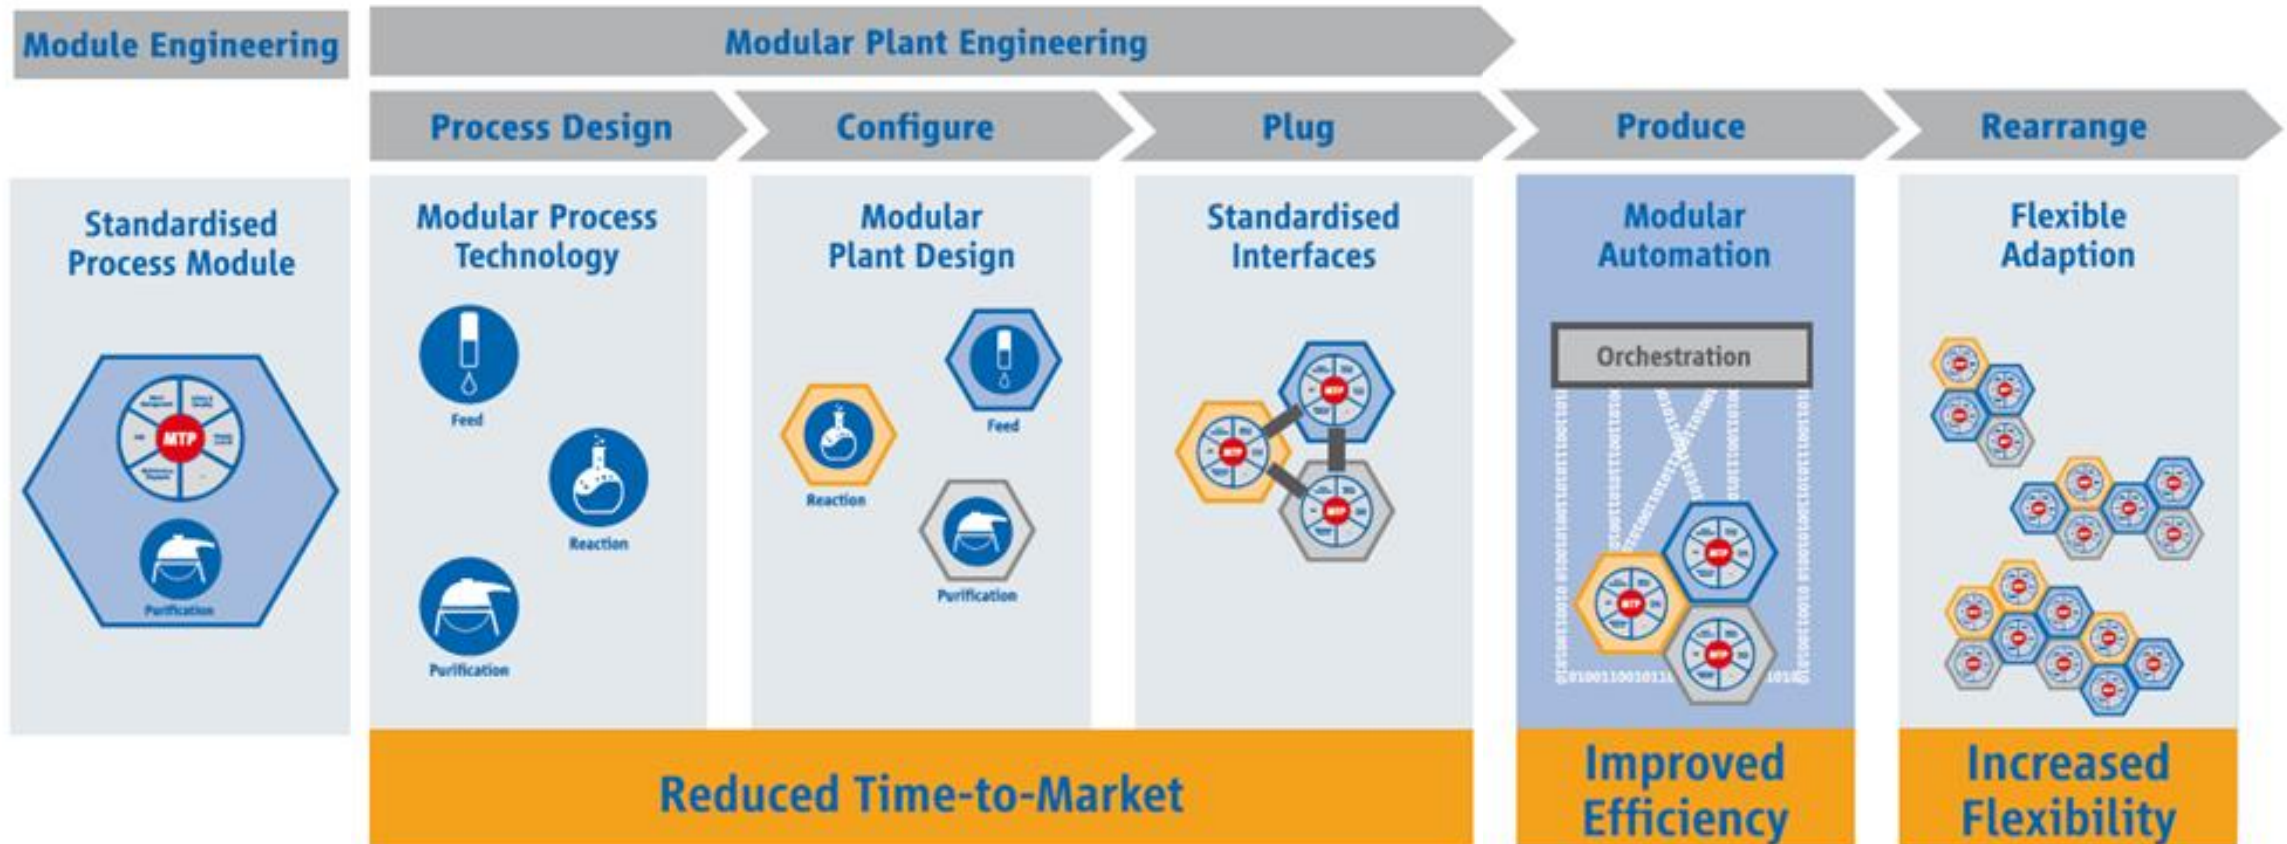 Module Engineering
Modular Plant Engineering
Process Design
Configure
Plug
Produce
Rearrange
Standardised
Process Module
MTP
Purification
Modular Process
Technology
Feed
Reaction
Purification
Modular
Plant Design
Feed
Reaction
Purification
Standardised
Interfaces
MTP
MTP
MTP
Modular
Automation
Orchestration
MTP
MTP
MTP
Flexible
Adaption
Reduced Time-to-Market
Improved
Efficiency
Increased
Flexibility